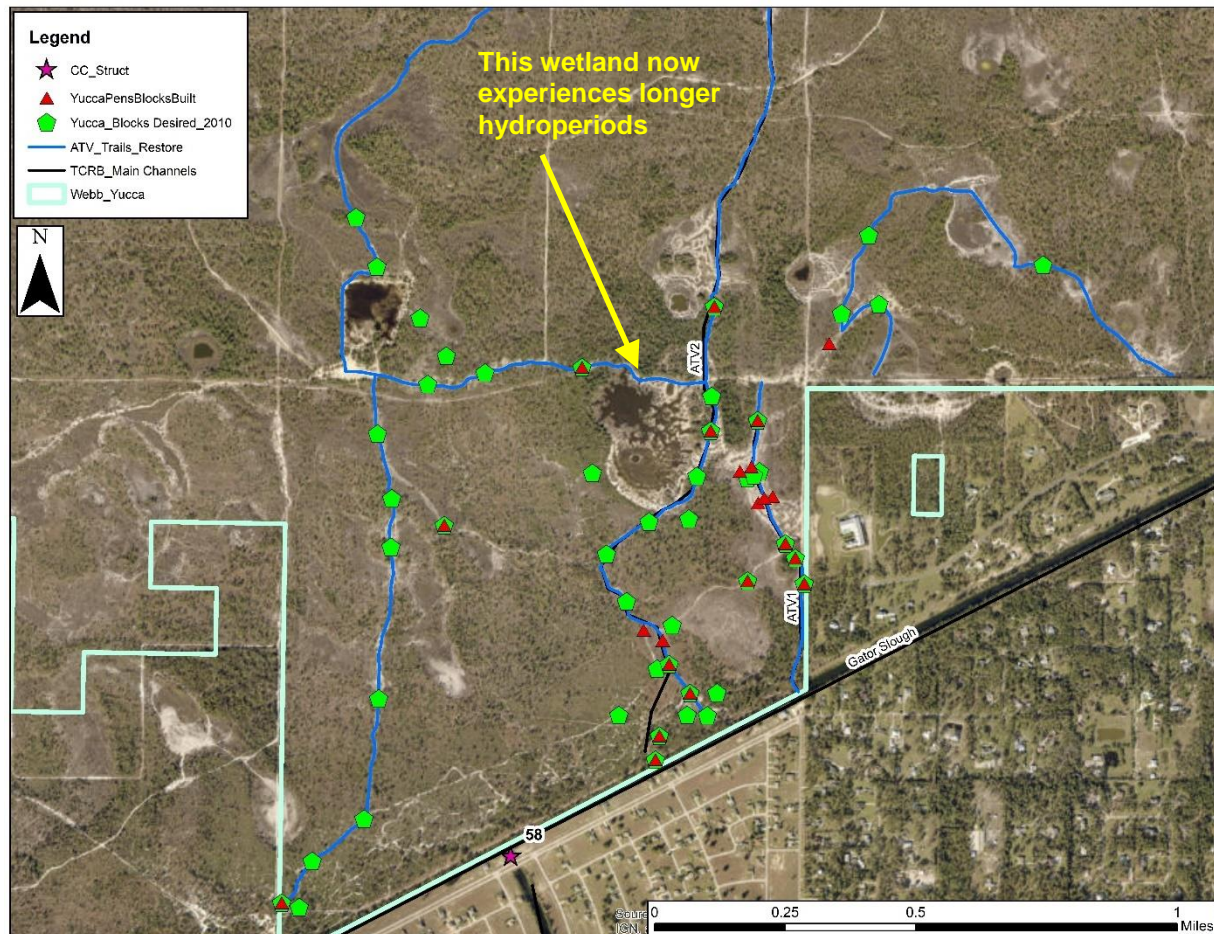 Legend
CC_Struct
YuccaPensBlocksBuilt
Yucca_Blocks Desired_2010
ATV_Trails_Restore
TCRB_Main Channels
Webb_Yucca
N
This wetland now
experiences longer
hydroperiods
ATV2
ATV1
Gator Slough
58
0 0.25 0.5 1
Miles